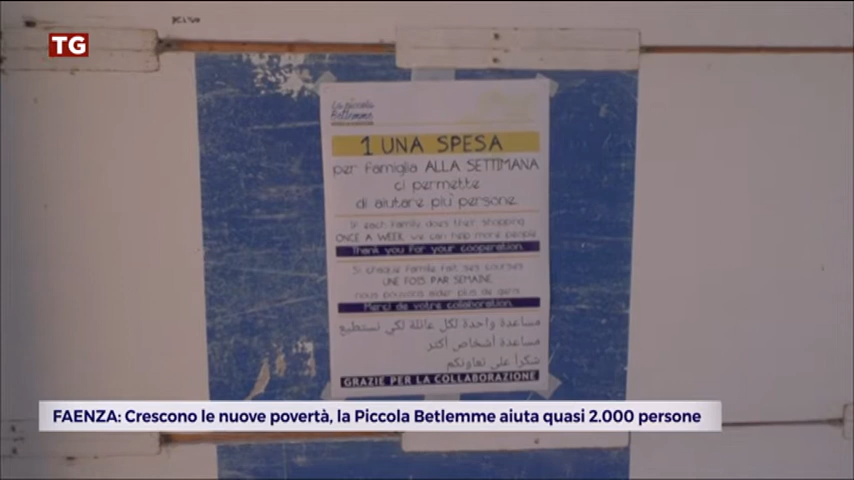 TG
La piccola
Betlemme
1 UNA SPESA
per famiglia ALLA SETTIMANA
ci permette
di aiutare più persone
If each family does their shopping
ONCE A WEEK we can help more people
Thank you for your cooperation
Si chaque famille fait ses courses
UNE FOIS PAR SEMAINE
nous pouvons aider plus de gens
Merci de votre collaboration
مساعدة واحدة لكل عائلة لكي نستطيع
مساعدة أشخاص أكثر
شكراً على تعاونكم
GRAZIE PER LA COLLABORAZIONE
FAENZA: Crescono le nuove povertà, la Piccola Betlemme aiuta quasi 2.000 persone